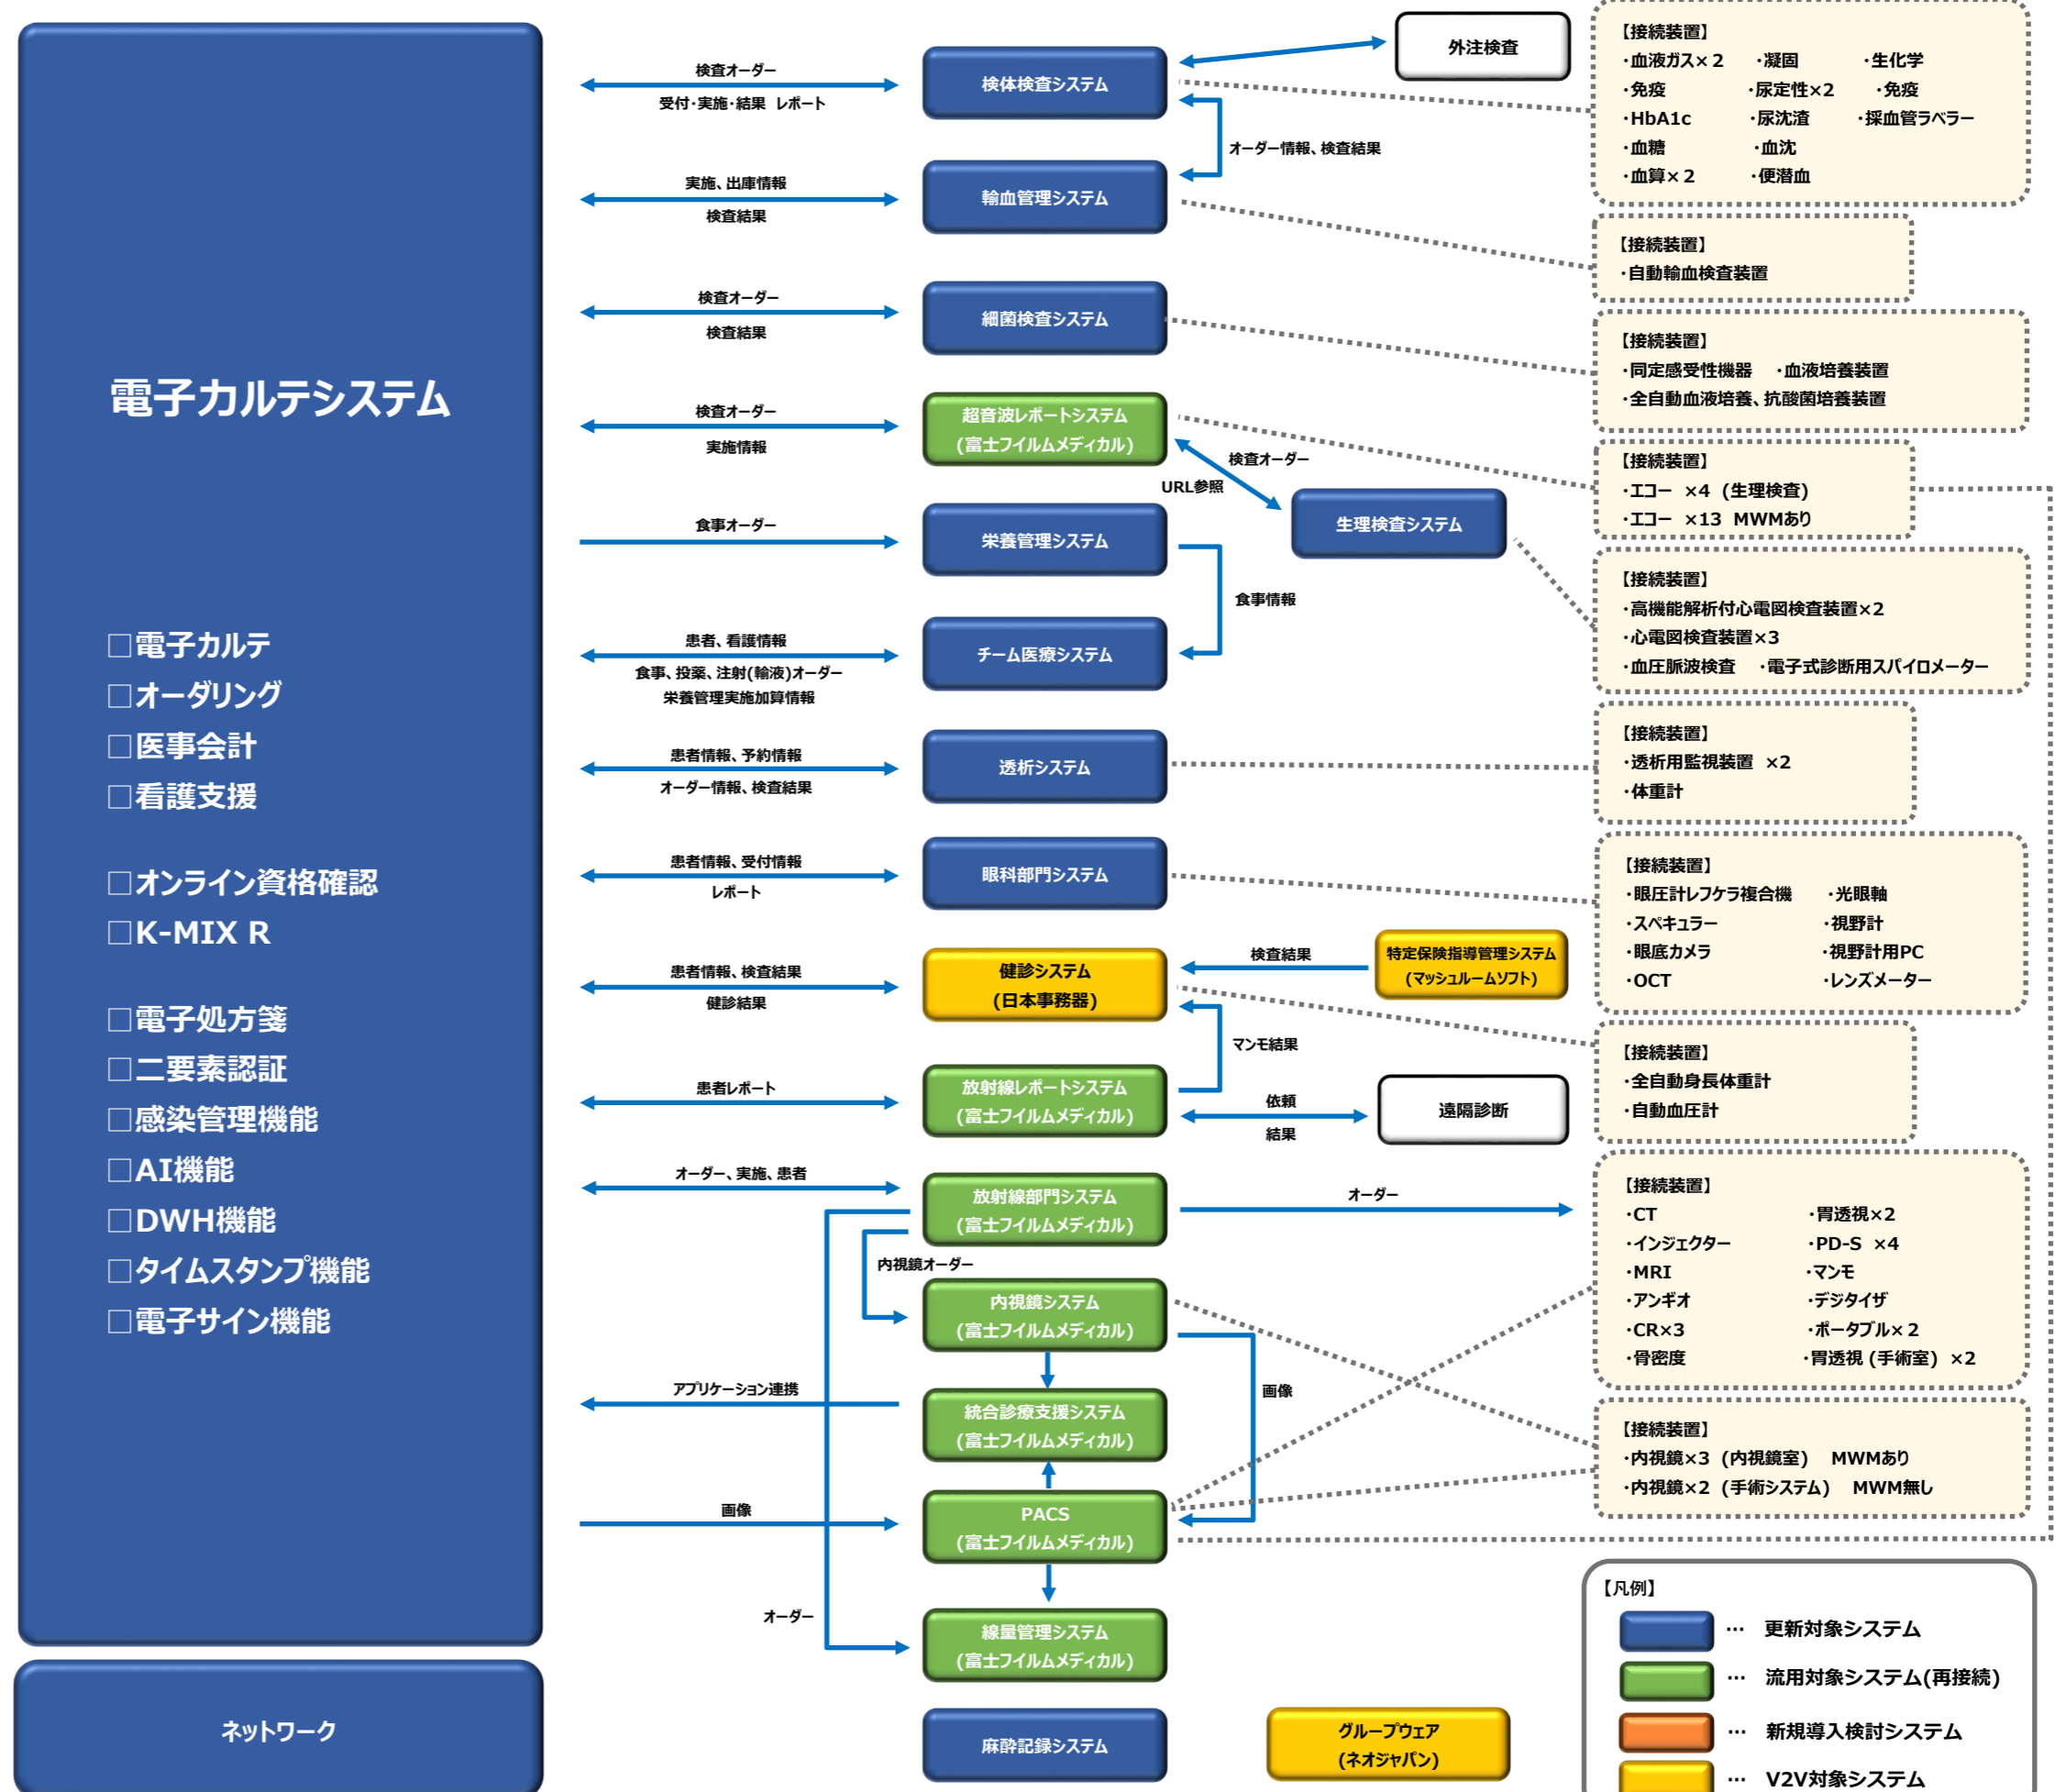 電子カルテシステム
□電子カルテ
□オーダリング
□医事会計
□看護支援
□オンライン資格確認
□K-MIX R
□電子処方箋
□二要素認証
□感染管理機能
□AI機能
□DWH機能
□タイムスタンプ機能
□電子サイン機能
ネットワーク
検査オーダー
受付・実施・結果 レポート
検体検査システム
外注検査
オーダー情報、検査結果
実施、出庫情報
検査結果
輸血管理システム
検査オーダー
検査結果
細菌検査システム
検査オーダー
実施情報
超音波レポートシステム
(富士フイルムメディカル)
検査オーダー
URL参照
生理検査システム
食事オーダー
栄養管理システム
食事情報
患者、看護情報
食事、投薬、注射(輸液)オーダー
栄養管理実施加算情報
チーム医療システム
患者情報、予約情報
オーダー情報、検査結果
透析システム
患者情報、受付情報
レポート
眼科部門システム
患者情報、検査結果
健診結果
健診システム
(日本事務器)
検査結果
特定保険指導管理システム
(マッシュルームソフト)
マンモ結果
患者レポート
放射線レポートシステム
(富士フイルムメディカル)
依頼
結果
遠隔診断
オーダー、実施、患者
放射線部門システム
(富士フイルムメディカル)
オーダー
内視鏡オーダー
内視鏡システム
(富士フイルムメディカル)
画像
アプリケーション連携
統合診療支援システム
(富士フイルムメディカル)
画像
PACS
(富士フイルムメディカル)
オーダー
線量管理システム
(富士フイルムメディカル)
麻酔記録システム
グループウェア
(ネオジャパン)
【接続装置】
・血液ガス×2 ・凝固 ・生化学
・免疫 ・尿定性×2 ・免疫
・HbA1c ・尿沈渣 ・採血管ラベラー
・血糖 ・血沈
・血算×2 ・便潜血
【接続装置】
・自動輸血検査装置
【接続装置】
・同定感受性機器 ・血液培養装置
・全自動血液培養、抗酸菌培養装置
【接続装置】
・エコー ×4 (生理検査)
・エコー ×13 MWMあり
【接続装置】
・高機能解析付心電図検査装置×2
・心電図検査装置×3
・血圧脈波検査 ・電子式診断用スパイロメーター
【接続装置】
・透析用監視装置 ×2
・体重計
【接続装置】
・眼圧計レフケラ複合機 ・光眼軸
・スペキュラー ・視野計
・眼底カメラ ・視野計用PC
・OCT ・レンズメーター
【接続装置】
・全自動身長体重計
・自動血圧計
【接続装置】
・CT ・胃透視×2
・インジェクター ・PD-S ×4
・MRI ・マンモ
・アンギオ ・デジタイザ
・CR×3 ・ポータブル×2
・骨密度 ・胃透視 (手術室) ×2
【接続装置】
・内視鏡×3 (内視鏡室) MWMあり
・内視鏡×2 (手術システム) MWM無し
【凡例】
… 更新対象システム
… 流用対象システム(再接続)
… 新規導入検討システム
… V2V対象システム